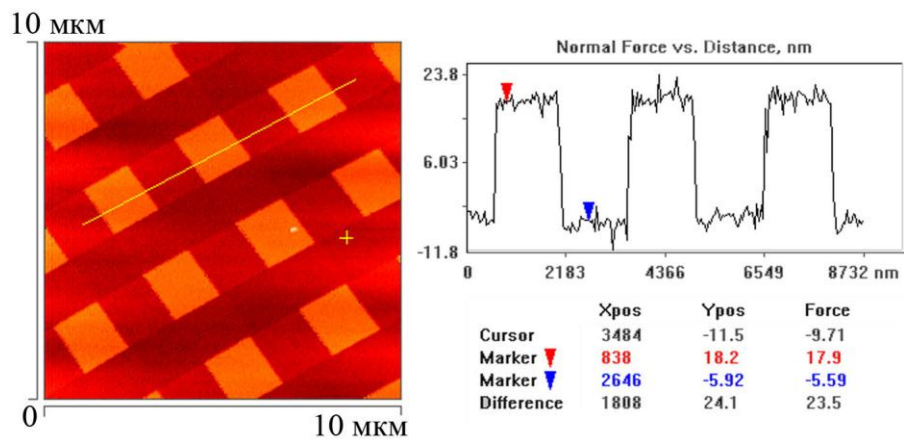 10 мкм
0
10 мкм
Normal Force vs. Distance, nm
23.8
6.03
-11.8
0 2183 4366 6549 8732 nm
Xpos Ypos Force
Cursor 3484 -11.5 -9.71
Marker 838 18.2 17.9
Marker 2646 -5.92 -5.59
Difference 1808 24.1 23.5